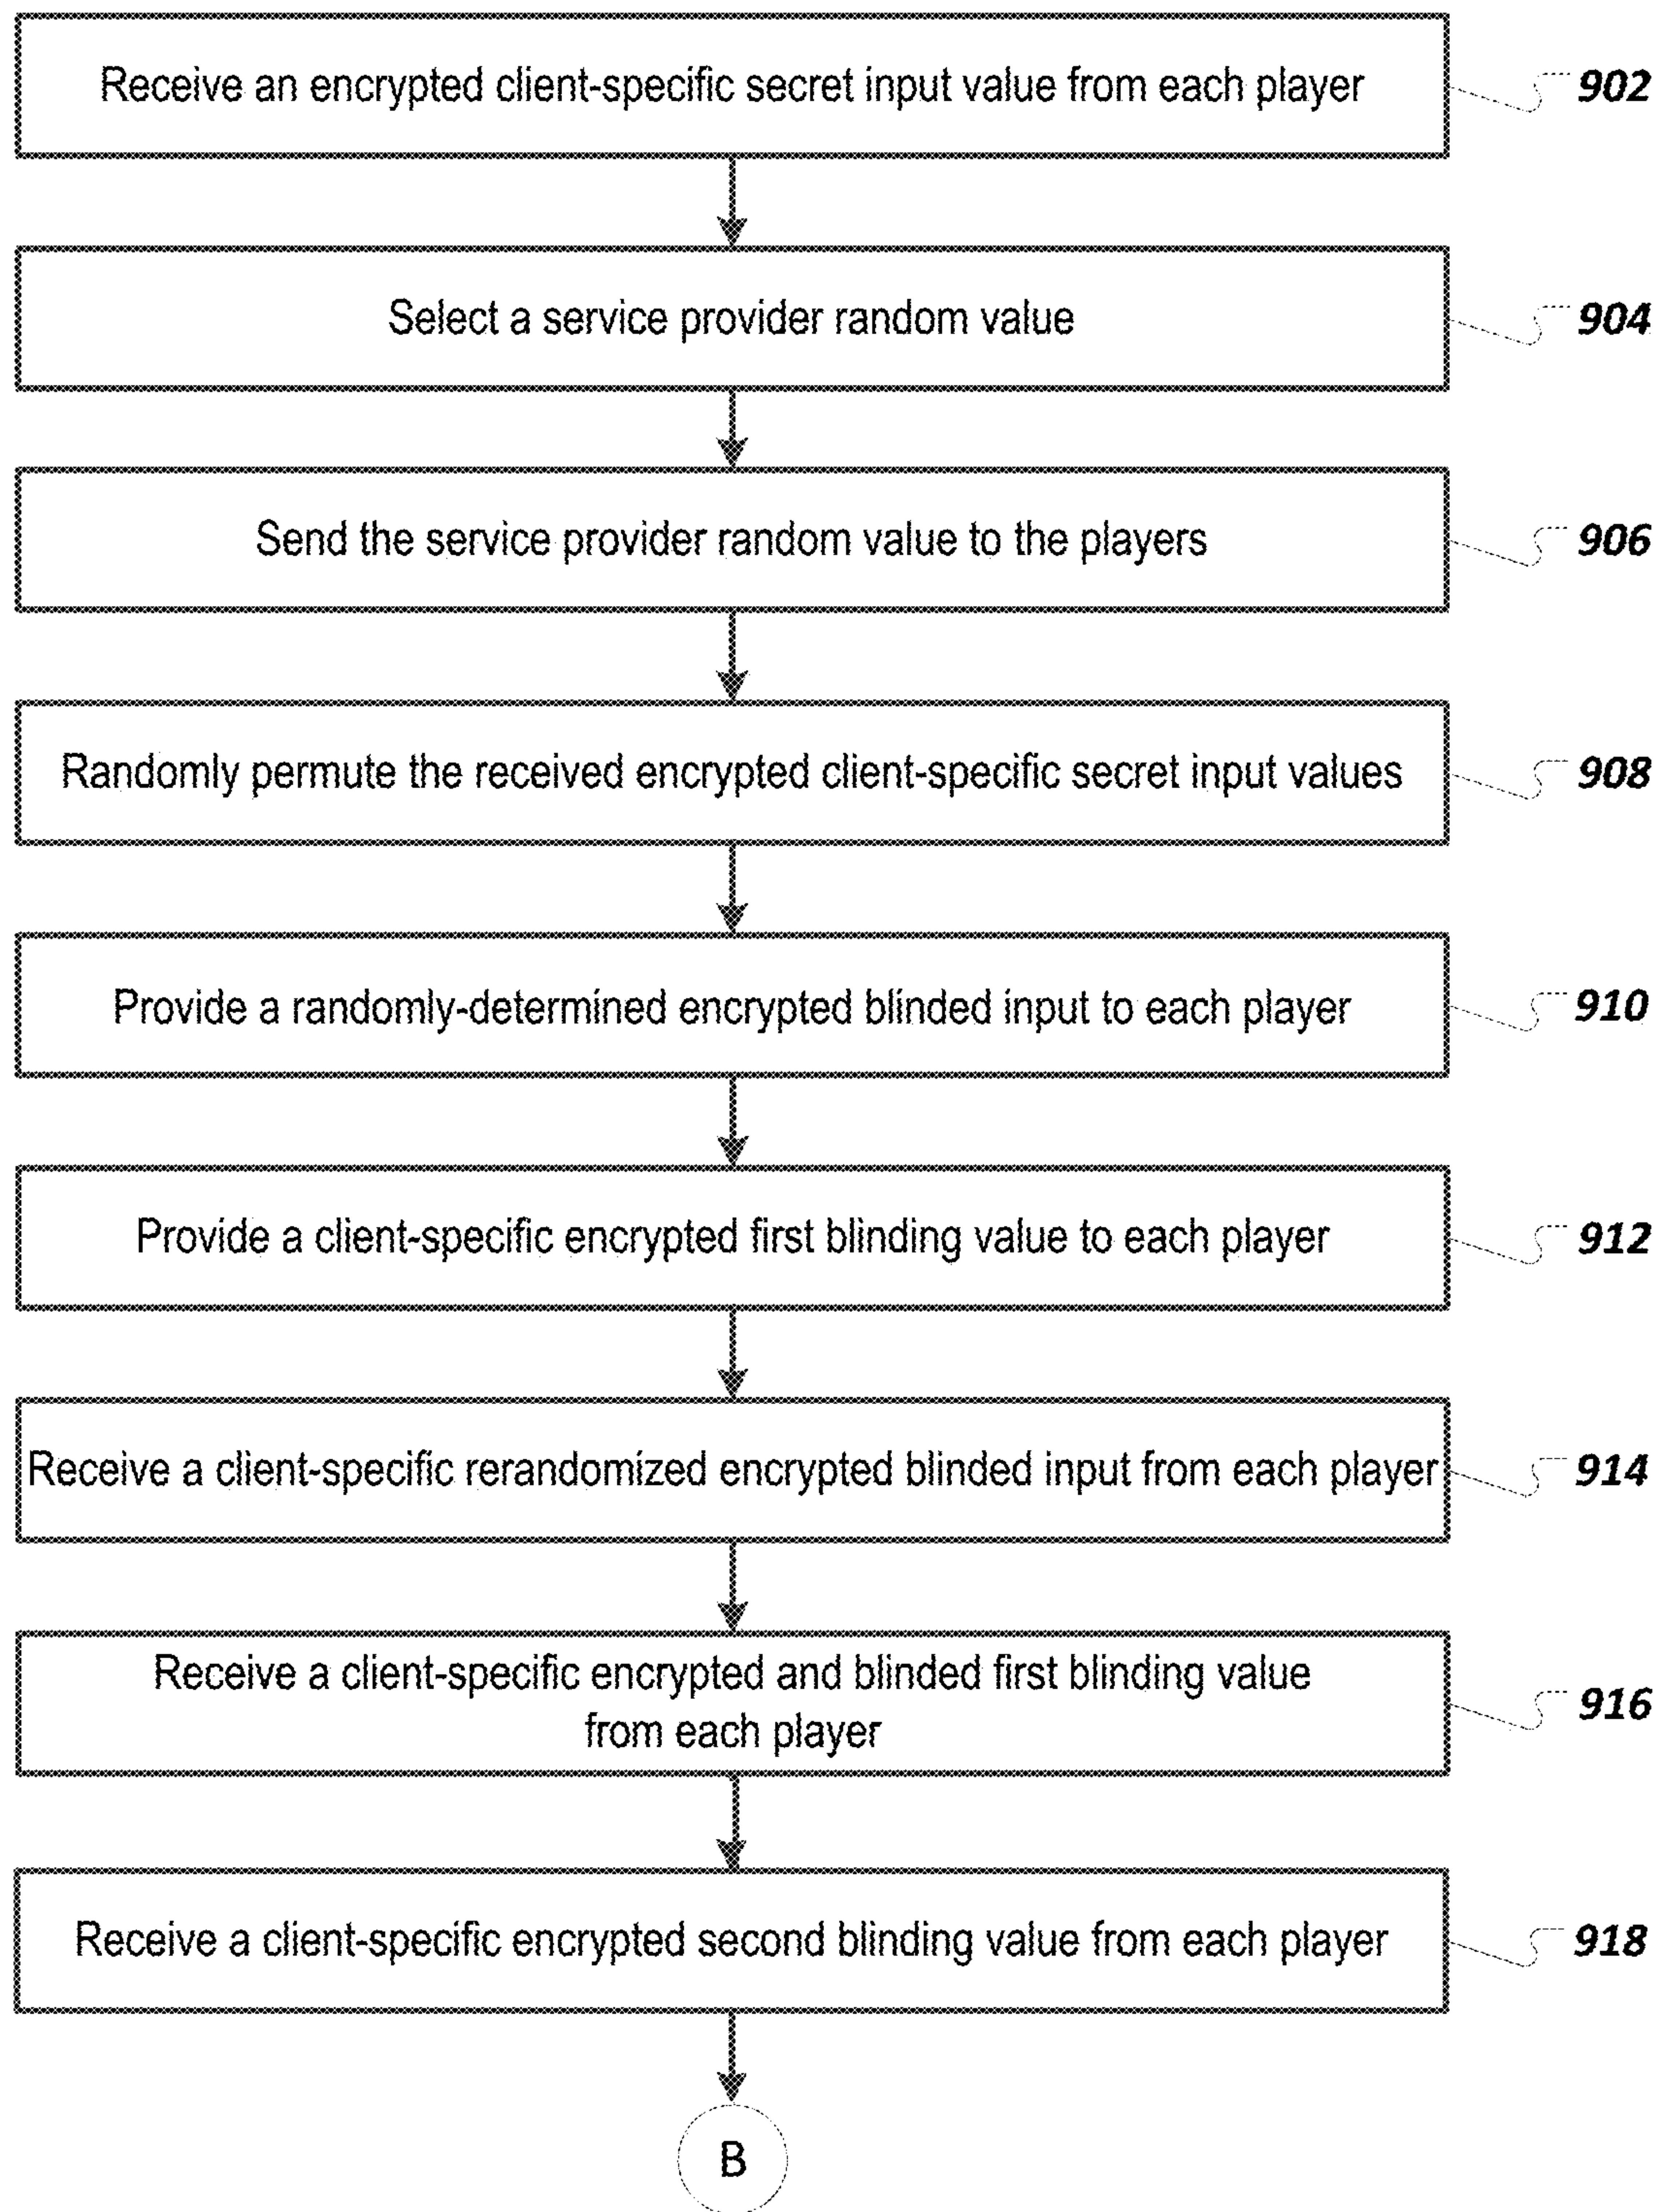 Receive an encrypted client-specific secret input value from each player
902
Select a service provider random value
904
Send the service provider random value to the players
906
Randomly permute the received encrypted client-specific secret input values
908
Provide a randomly-determined encrypted blinded input to each player
910
Provide a client-specific encrypted first blinding value to each player
912
Receive a client-specific rerandomized encrypted blinded input from each player
914
Receive a client-specific encrypted and blinded first blinding value
from each player
916
Receive a client-specific encrypted second blinding value from each player
918
B